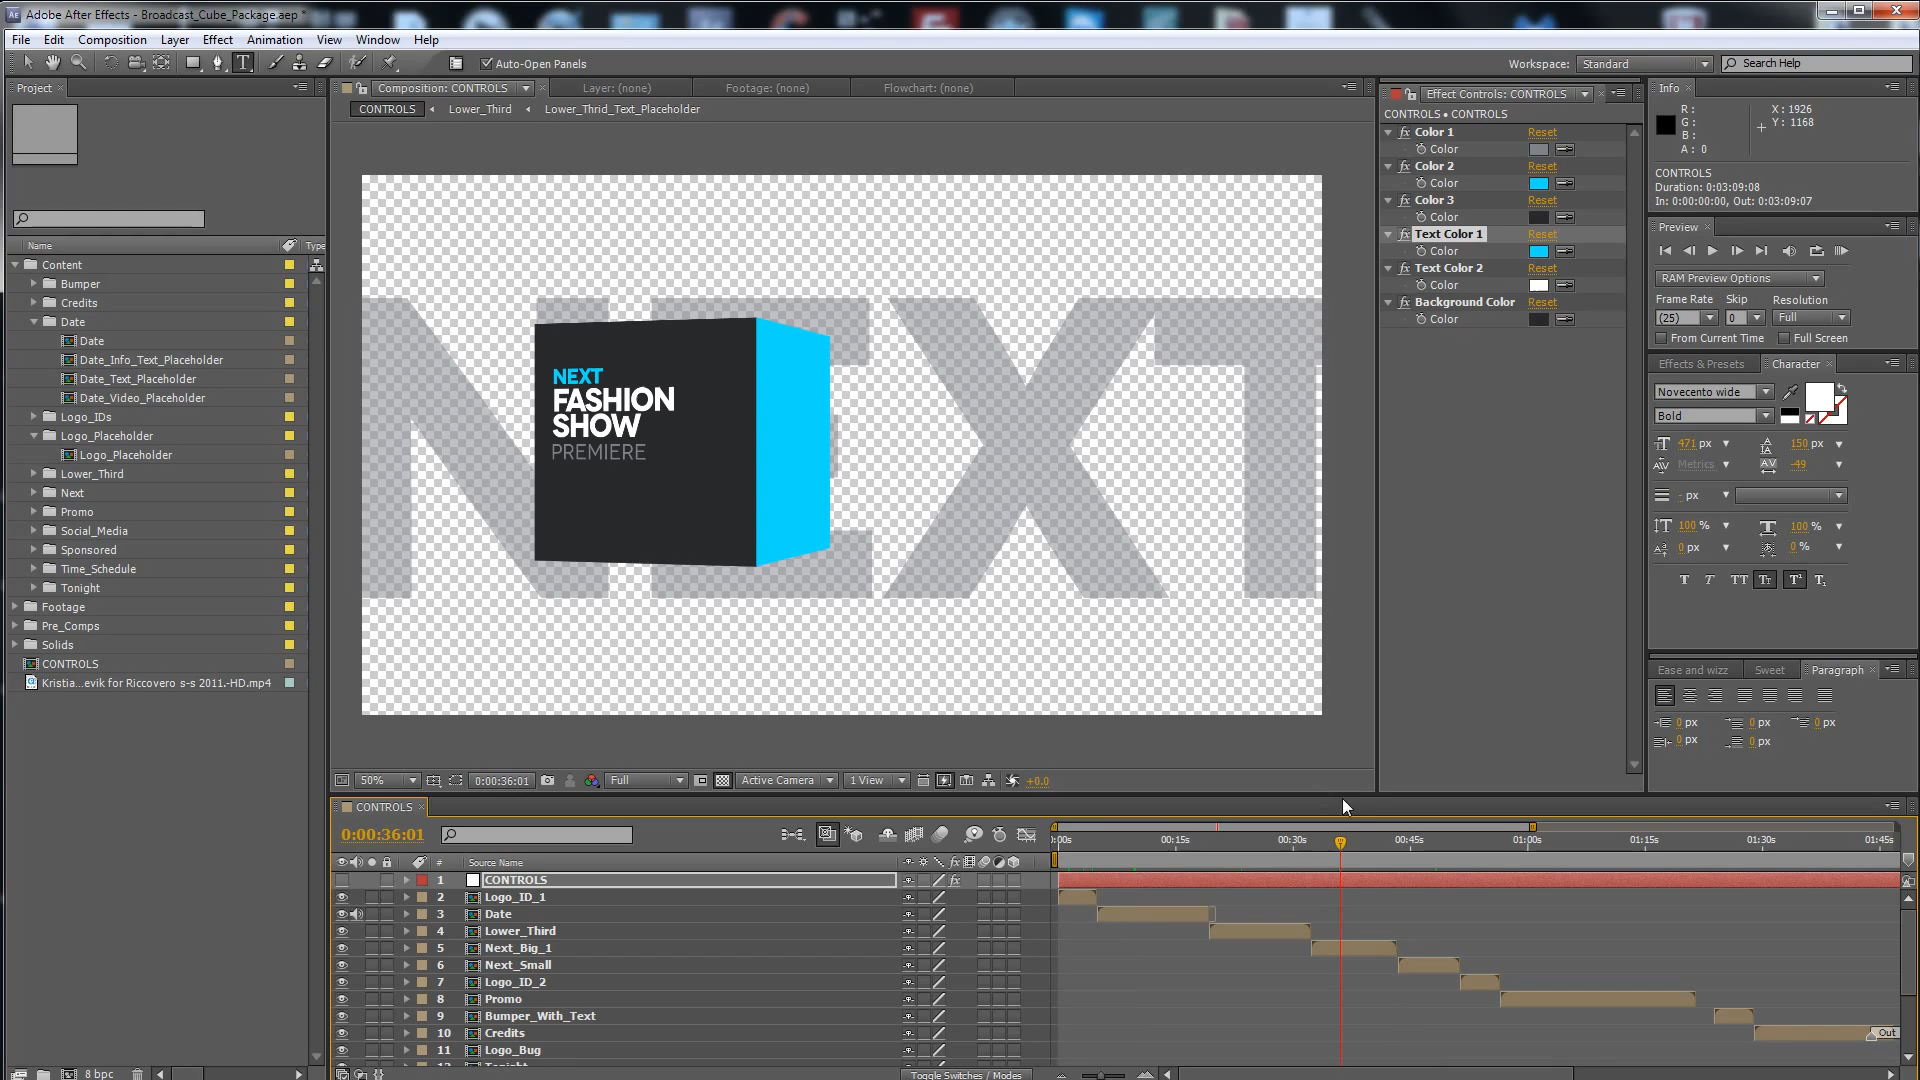 Adobe After Effects - Broadcast_Cube_Package.aep *
File Edit Composition Layer Effect Animation View Window Help
Auto-Open Panels
Workspace: Standard
Search Help
Project
Name Type
Content
Bumper
Credits
Date
Date
Date_Info_Text_Placeholder
Date_Text_Placeholder
Date_Video_Placeholder
Logo_IDs
Logo_Placeholder
Logo_Placeholder
Lower_Third
Next
Promo
Social_Media
Sponsored
Time_Schedule
Tonight
Footage
Pre_Comps
Solids
CONTROLS
Kristia...evik for Riccovero s-s 2011.-HD.mp4
8 bpc
Composition: CONTROLS
Layer: (none)
Footage: (none)
Flowchart: (none)
CONTROLS Lower_Third Lower_Thrid_Text_Placeholder
NEXT
NEXT
FASHION
SHOW
PREMIERE
50% 0:00:36:01 Full Active Camera 1 View +0.0
Effect Controls: CONTROLS
CONTROLS • CONTROLS
fx Color 1 Reset
Color
fx Color 2 Reset
Color
fx Color 3 Reset
Color
fx Text Color 1 Reset
Color
fx Text Color 2 Reset
Color
fx Background Color Reset
Color
Info
R :
G :
B :
A : 0
X : 1926
Y : 1168
CONTROLS
Duration: 0:03:09:08
In: 0:00:00:00, Out: 0:03:09:07
Preview
RAM Preview Options
Frame Rate Skip Resolution
(25) 0 Full
From Current Time Full Screen
Effects & Presets Character
Novecento wide
Bold
471 px 150 px
Metrics -49
- px
100 % 100 %
0 px 0 %
Ease and wizz Sweet Paragraph
0 px 0 px 0 px
0 px 0 px
CONTROLS
0:00:36:01
:00s 00:15s 00:30s 00:45s 01:00s 01:15s 01:30s 01:45s
# Source Name
1 CONTROLS
2 Logo_ID_1
3 Date
4 Lower_Third
5 Next_Big_1
6 Next_Small
7 Logo_ID_2
8 Promo
9 Bumper_With_Text
10 Credits
Out
11 Logo_Bug
Toggle Switches / Modes